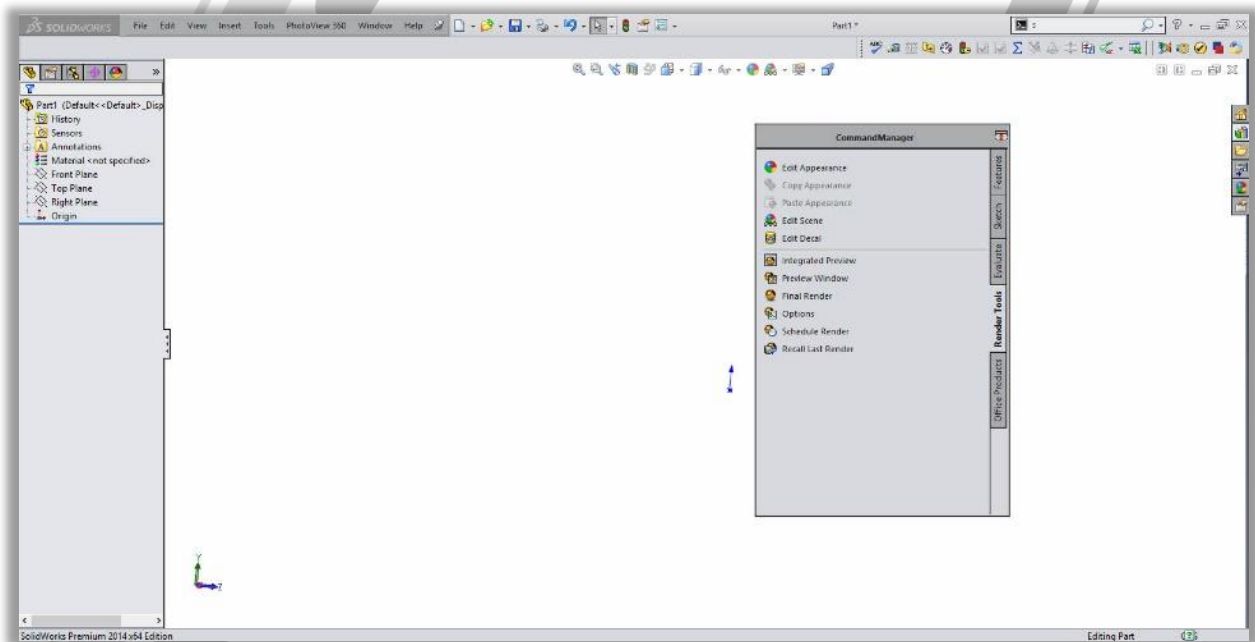 SOLIDWORKS File Edit View Insert Tools PhotoView 360 Window Help Part1 * s
Part1 (Default<<Default>_Disp
History
Sensors
A Annotations
Material <not specified>
Front Plane
Top Plane
Right Plane
Origin
CommandManager
Edit Appearance
Copy Appearance
Paste Appearance
Edit Scene
Edit Decal
Integrated Preview
Preview Window
Final Render
Options
Schedule Render
Recall Last Render
Features
Sketch
Evaluate
Render Tools
Office Products
Y
Z
SolidWorks Premium 2014 x64 Edition Editing Part